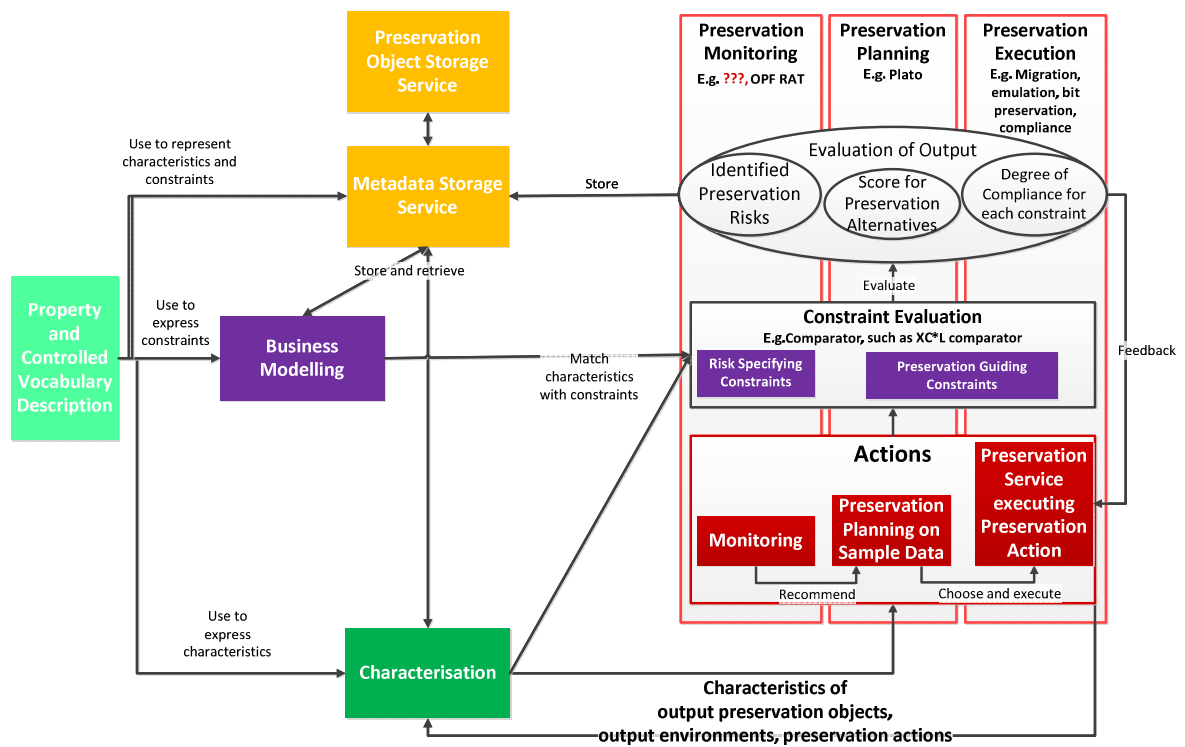 Preservation
Object Storage
Service
Preservation
Monitoring
E.g. ???, OPF RAT
Preservation
Planning
E.g. Plato
Preservation
Execution
E.g. Migration,
emulation, bit
preservation,
compliance
Use to represent
characteristics and
constraints
Metadata Storage
Service
Store
Evaluation of Output
Identified
Preservation
Risks
Score for
Preservation
Alternatives
Degree of
Compliance for
each constraint
Store and retrieve
Evaluate
Property
and
Controlled
Vocabulary
Description
Use to
express
constraints
Business
Modelling
Match
characteristics
with constraints
Constraint Evaluation
E.g.Comparator, such as XC*L comparator
Risk Specifying
Constraints
Preservation Guiding
Constraints
Feedback
Actions
Monitoring
Preservation
Planning on
Sample Data
Preservation
Service
executing
Preservation
Action
Recommend
Choose and execute
Use to
express
characteristics
Characterisation
Characteristics of
output preservation objects,
output environments, preservation actions